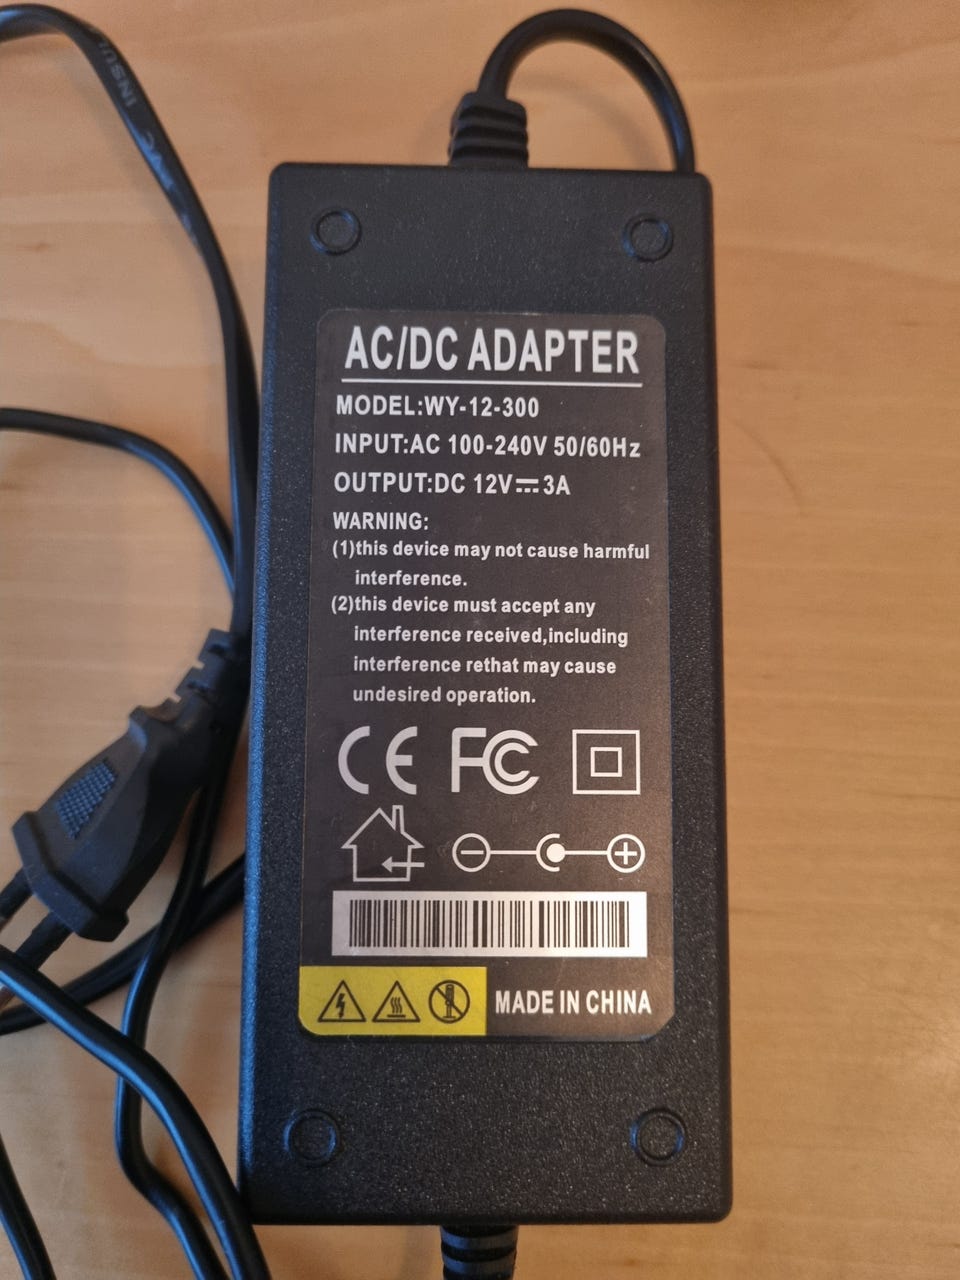 AC/DC ADAPTER
MODEL:WY-12-300
INPUT:AC 100-240V 50/60Hz
OUTPUT:DC 12V⎓3A
WARNING:
(1)this device may not cause harmful
interference.
(2)this device must accept any
interference received,including
interference rethat may cause
undesired operation.
CE FC
MADE IN CHINA